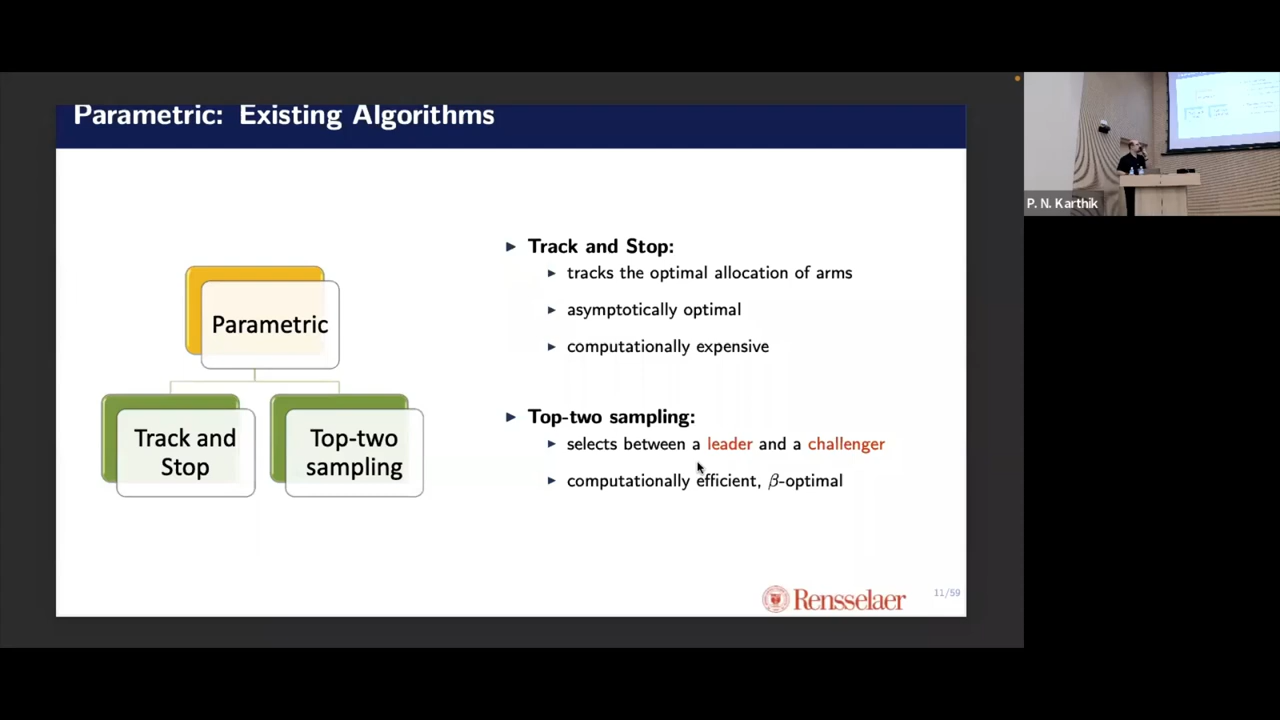 Parametric: Existing Algorithms
P. N. Karthik
Parametric
Track and
Stop
Top-two
sampling
Track and Stop:
tracks the optimal allocation of arms
asymptotically optimal
computationally expensive
Top-two sampling:
selects between a leader and a challenger
computationally efficient, β-optimal
Rensselaer
11/59